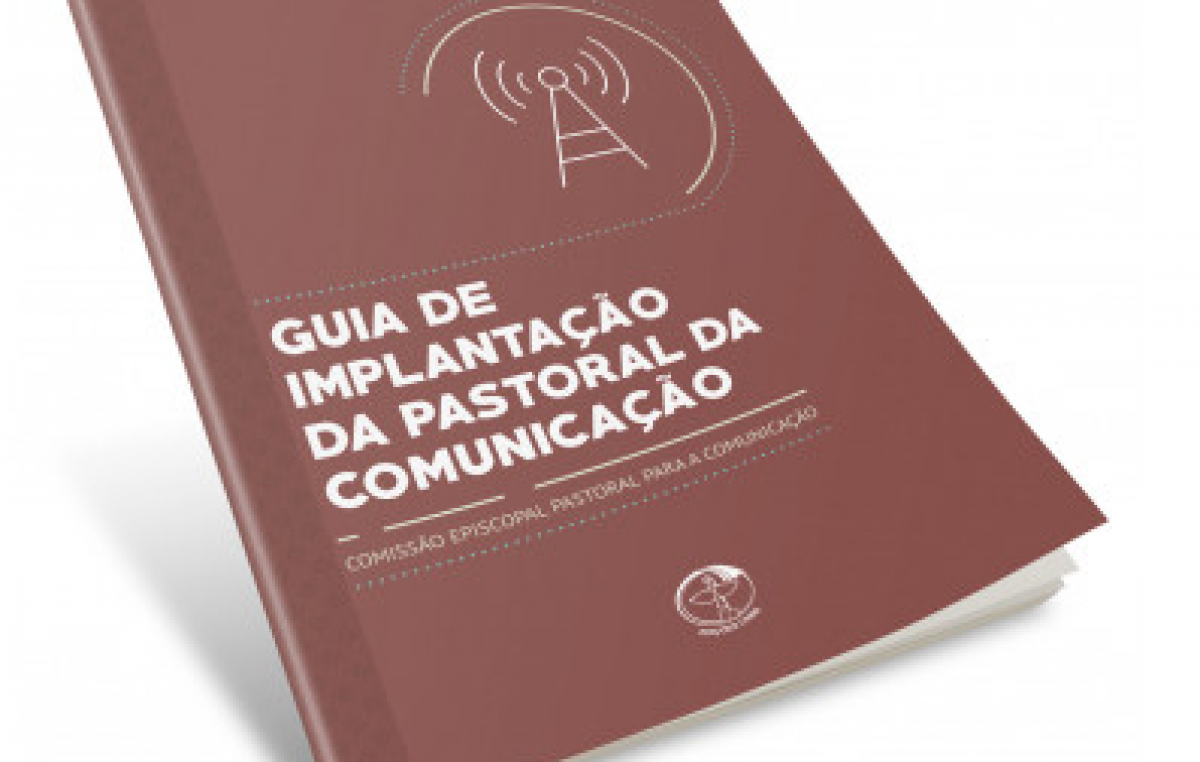 GUIA DE
IMPLANTAÇÃO
DA PASTORAL DA
COMUNICAÇÃO
COMISSÃO EPISCOPAL PASTORAL PARA A COMUNICAÇÃO